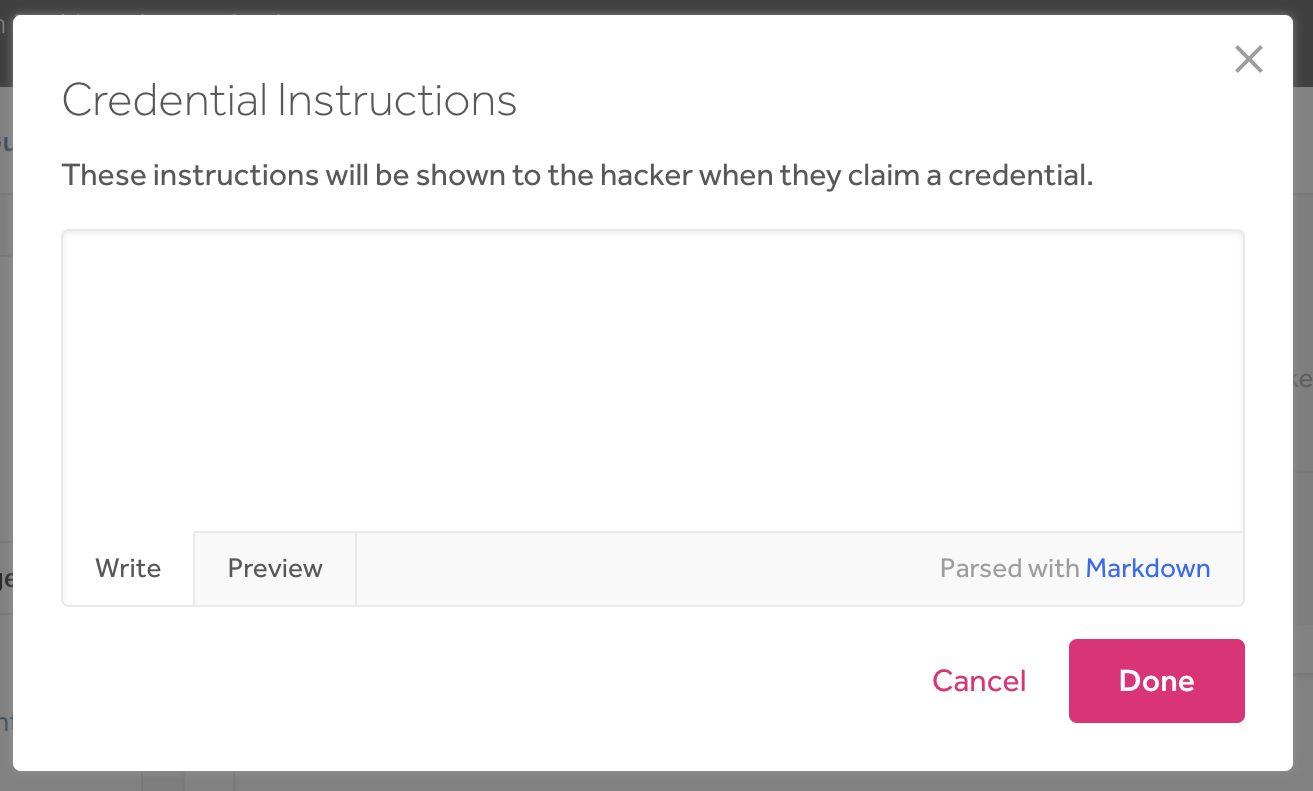 Credential Instructions
These instructions will be shown to the hacker when they claim a credential.
Write
Preview
Parsed with Markdown
Cancel
Done